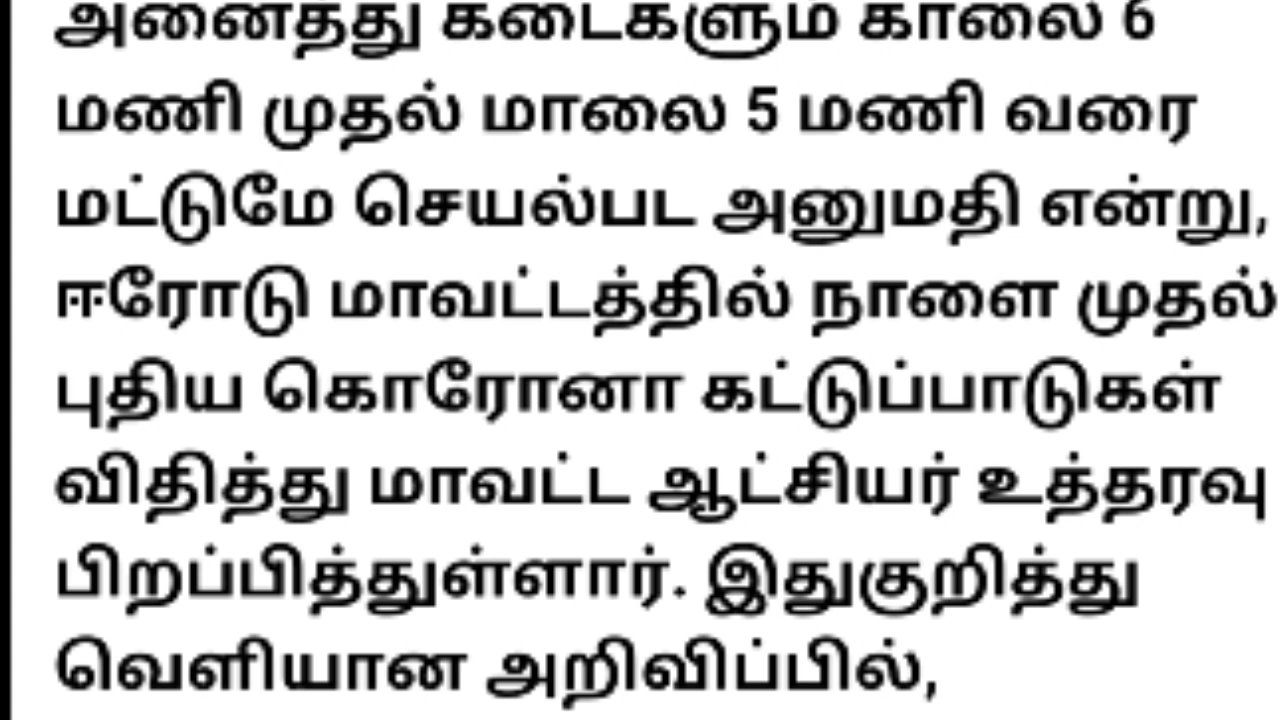 அனைத்து கடைகளும் காலை 6
மணி முதல் மாலை 5 மணி வரை
மட்டுமே செயல்பட அனுமதி என்று,
ஈரோடு மாவட்டத்தில் நாளை முதல்
புதிய கொரோனா கட்டுப்பாடுகள்
விதித்து மாவட்ட ஆட்சியர் உத்தரவு
பிறப்பித்துள்ளார். இதுகுறித்து
வெளியான அறிவிப்பில்,